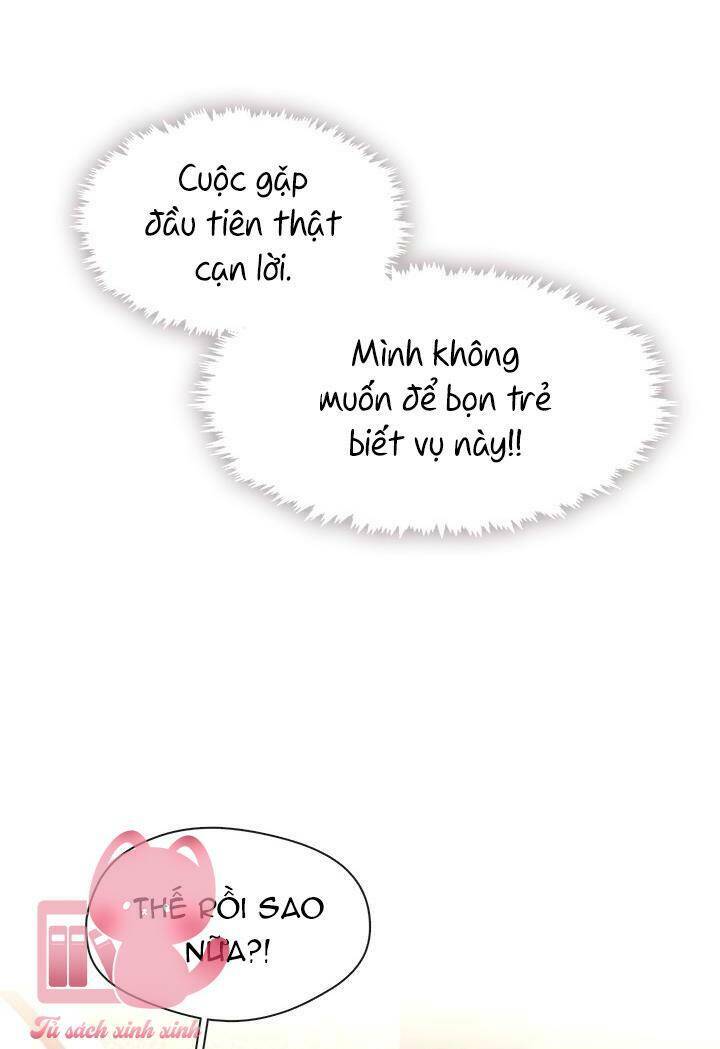 Cuộc gặp
đầu tiên thật
cạn lời.
Mình không
muốn để bọn trẻ
biết vụ này!!
THẾ RỒI SAO
NỮA?!
Tủ sách xinh xinh